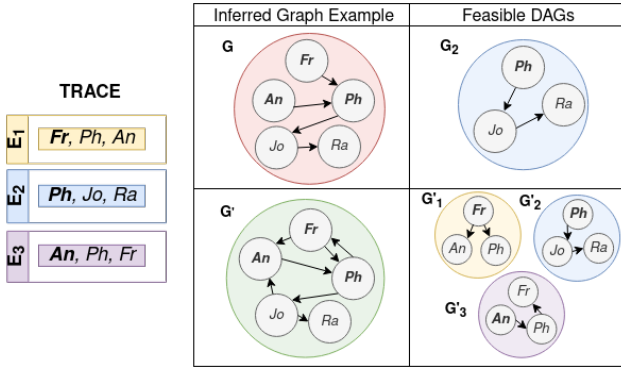 Inferred Graph Example
Feasible DAGs
TRACE
E1
Fr, Ph, An
E2
Ph, Jo, Ra
E3
An, Ph, Fr
G
Fr
An
Ph
Jo
Ra
G2
Ph
Jo
Ra
G'
Fr
An
Ph
Jo
Ra
G'1
Fr
An
Ph
G'2
Ph
Jo
Ra
G'3
Fr
An
Ph